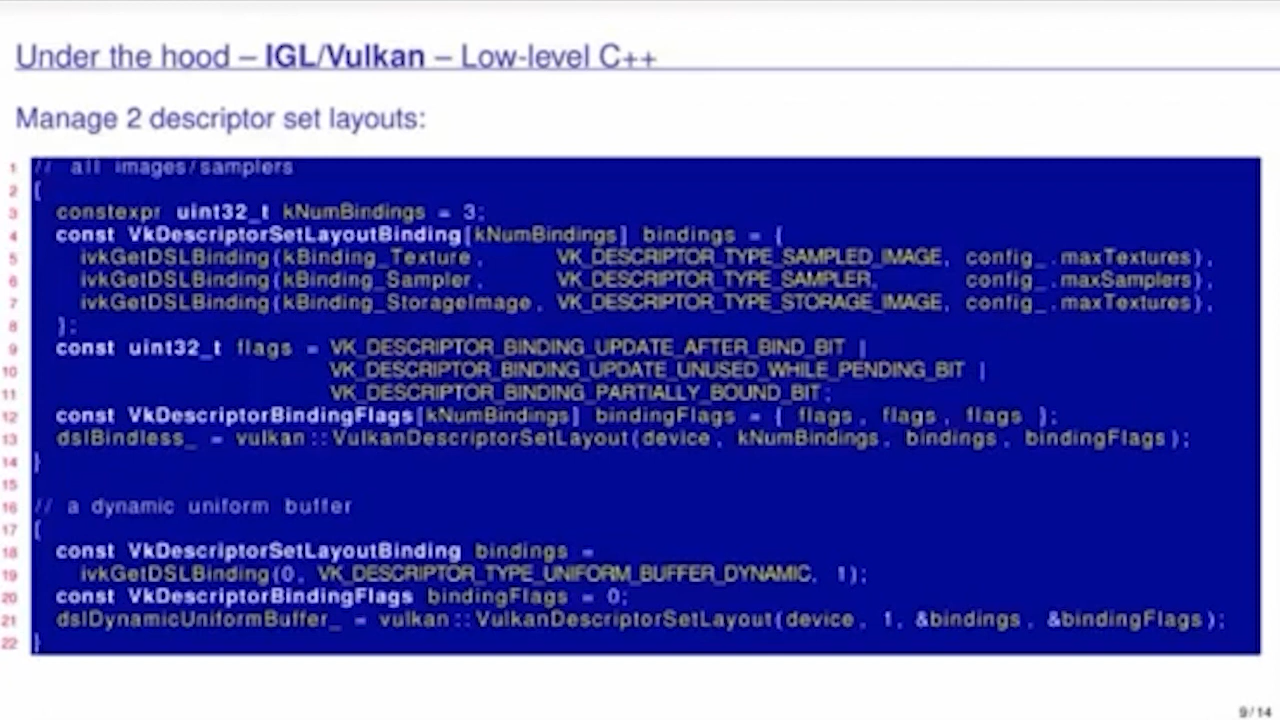 Under the hood – IGL/Vulkan – Low-level C++
Manage 2 descriptor set layouts:
1 // all images/samplers
2 {
3 constexpr uint32_t kNumBindings = 3;
4 const VkDescriptorSetLayoutBinding[kNumBindings] bindings = {
5 ivkGetDSLBinding(kBinding_Texture, VK_DESCRIPTOR_TYPE_SAMPLED_IMAGE, config_.maxTextures),
6 ivkGetDSLBinding(kBinding_Sampler, VK_DESCRIPTOR_TYPE_SAMPLER, config_.maxSamplers),
7 ivkGetDSLBinding(kBinding_StorageImage, VK_DESCRIPTOR_TYPE_STORAGE_IMAGE, config_.maxTextures),
8 };
9 const uint32_t flags = VK_DESCRIPTOR_BINDING_UPDATE_AFTER_BIND_BIT |
10 VK_DESCRIPTOR_BINDING_UPDATE_UNUSED_WHILE_PENDING_BIT |
11 VK_DESCRIPTOR_BINDING_PARTIALLY_BOUND_BIT;
12 const VkDescriptorBindingFlags[kNumBindings] bindingFlags = { flags, flags, flags };
13 dslBindless_ = vulkan::VulkanDescriptorSetLayout(device, kNumBindings, bindings, bindingFlags);
14 }
15
16 // a dynamic uniform buffer
17 {
18 const VkDescriptorSetLayoutBinding bindings =
19 ivkGetDSLBinding(0, VK_DESCRIPTOR_TYPE_UNIFORM_BUFFER_DYNAMIC, 1);
20 const VkDescriptorBindingFlags bindingFlags = 0;
21 dslDynamicUniformBuffer_ = vulkan::VulkanDescriptorSetLayout(device, 1, &bindings, &bindingFlags);
22 }
9/14